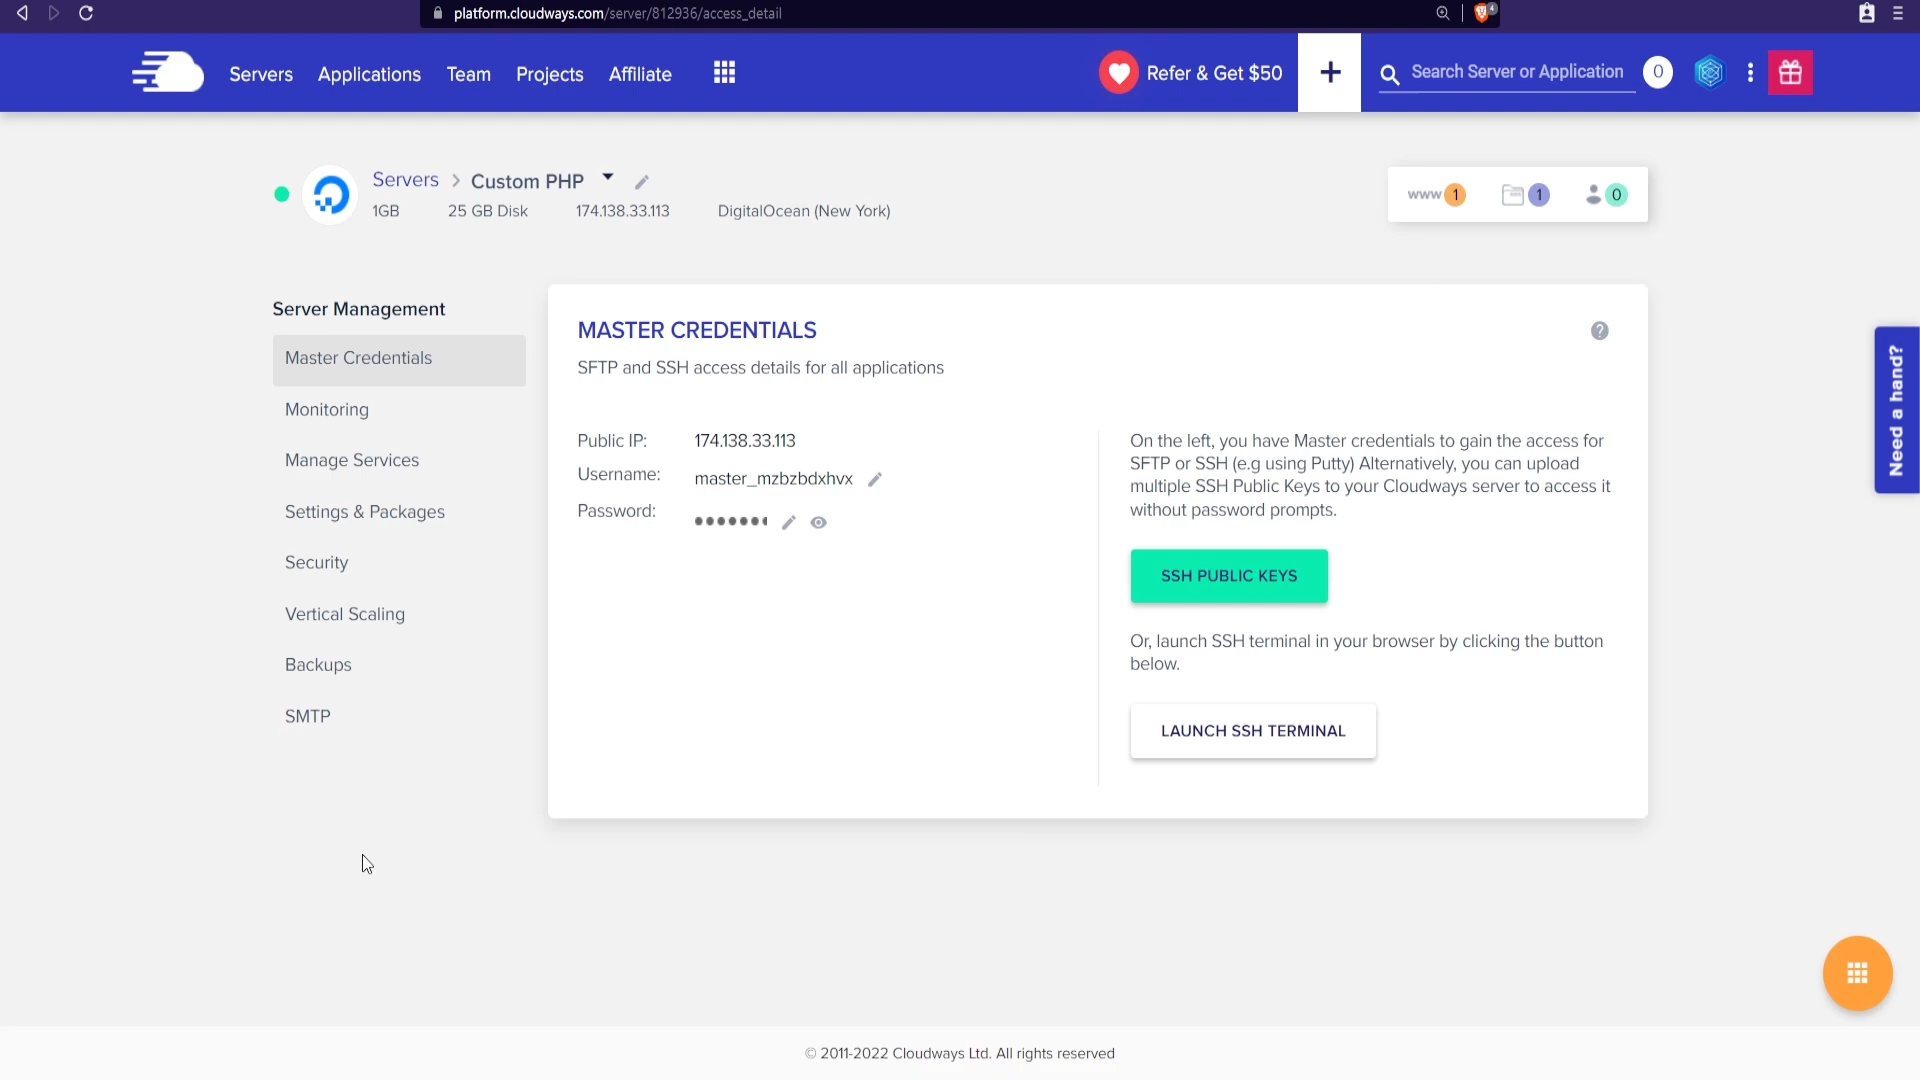 platform.cloudways.com/server/812936/access_detail
4
Servers
Applications
Team
Projects
Affiliate
Refer & Get $50
+
Search Server or Application
0
Servers > Custom PHP
1GB
25 GB Disk
174.138.33.113
DigitalOcean (New York)
www 1
1
0
Server Management
Master Credentials
Monitoring
Manage Services
Settings & Packages
Security
Vertical Scaling
Backups
SMTP
MASTER CREDENTIALS
?
SFTP and SSH access details for all applications
Public IP: 174.138.33.113
Username: master_mzbzbdxhvx
Password: •••••••
On the left, you have Master credentials to gain the access for
SFTP or SSH (e.g using Putty) Alternatively, you can upload
multiple SSH Public Keys to your Cloudways server to access it
without password prompts.
SSH PUBLIC KEYS
Or, launch SSH terminal in your browser by clicking the button
below.
LAUNCH SSH TERMINAL
Need a hand?
© 2011-2022 Cloudways Ltd. All rights reserved